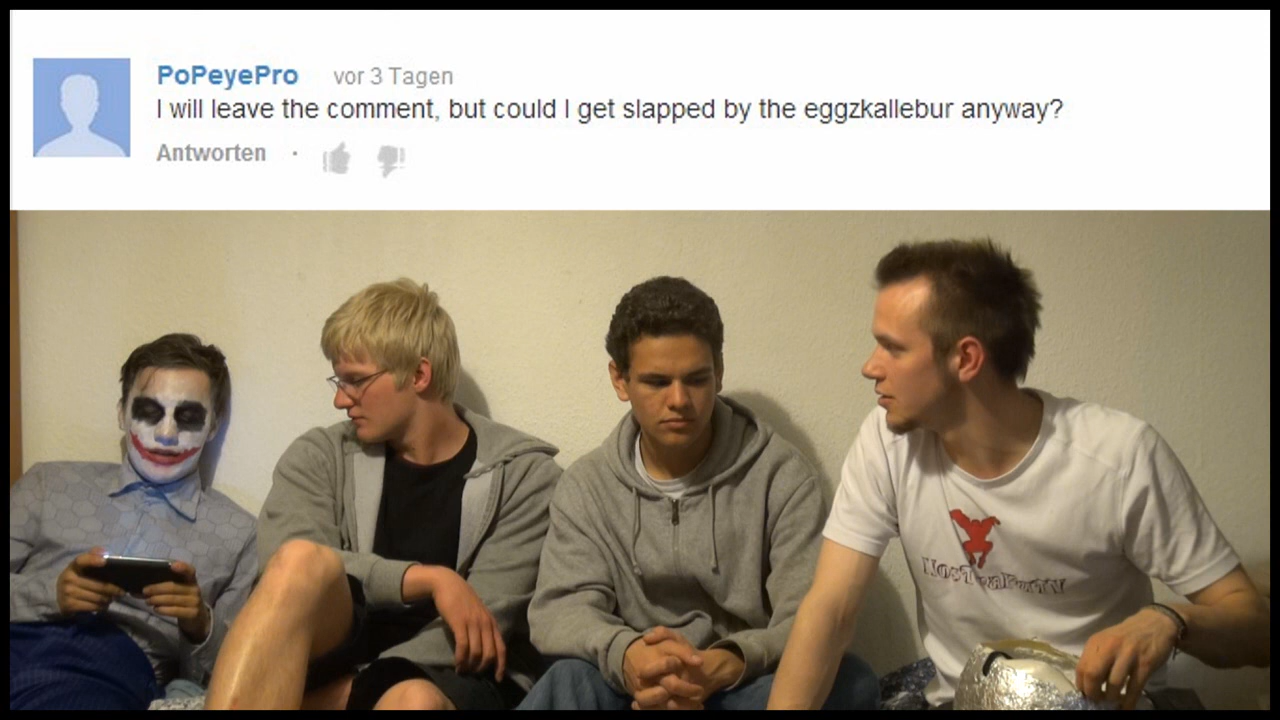 PoPeyePro vor 3 Tagen
I will leave the comment, but could I get slapped by the eggzkallebur anyway?
Antworten ·